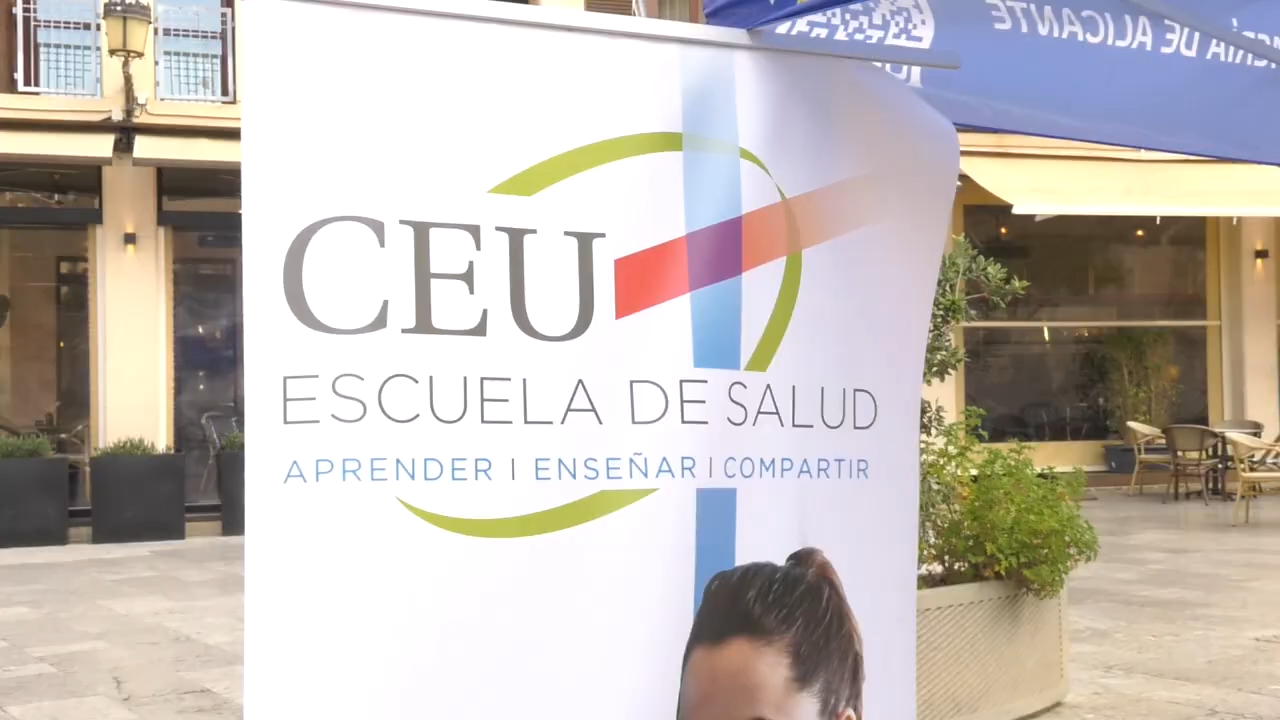 CEU
ESCUELA DE SALUD
APRENDER | ENSEÑAR | COMPARTIR
DE ALICANTE